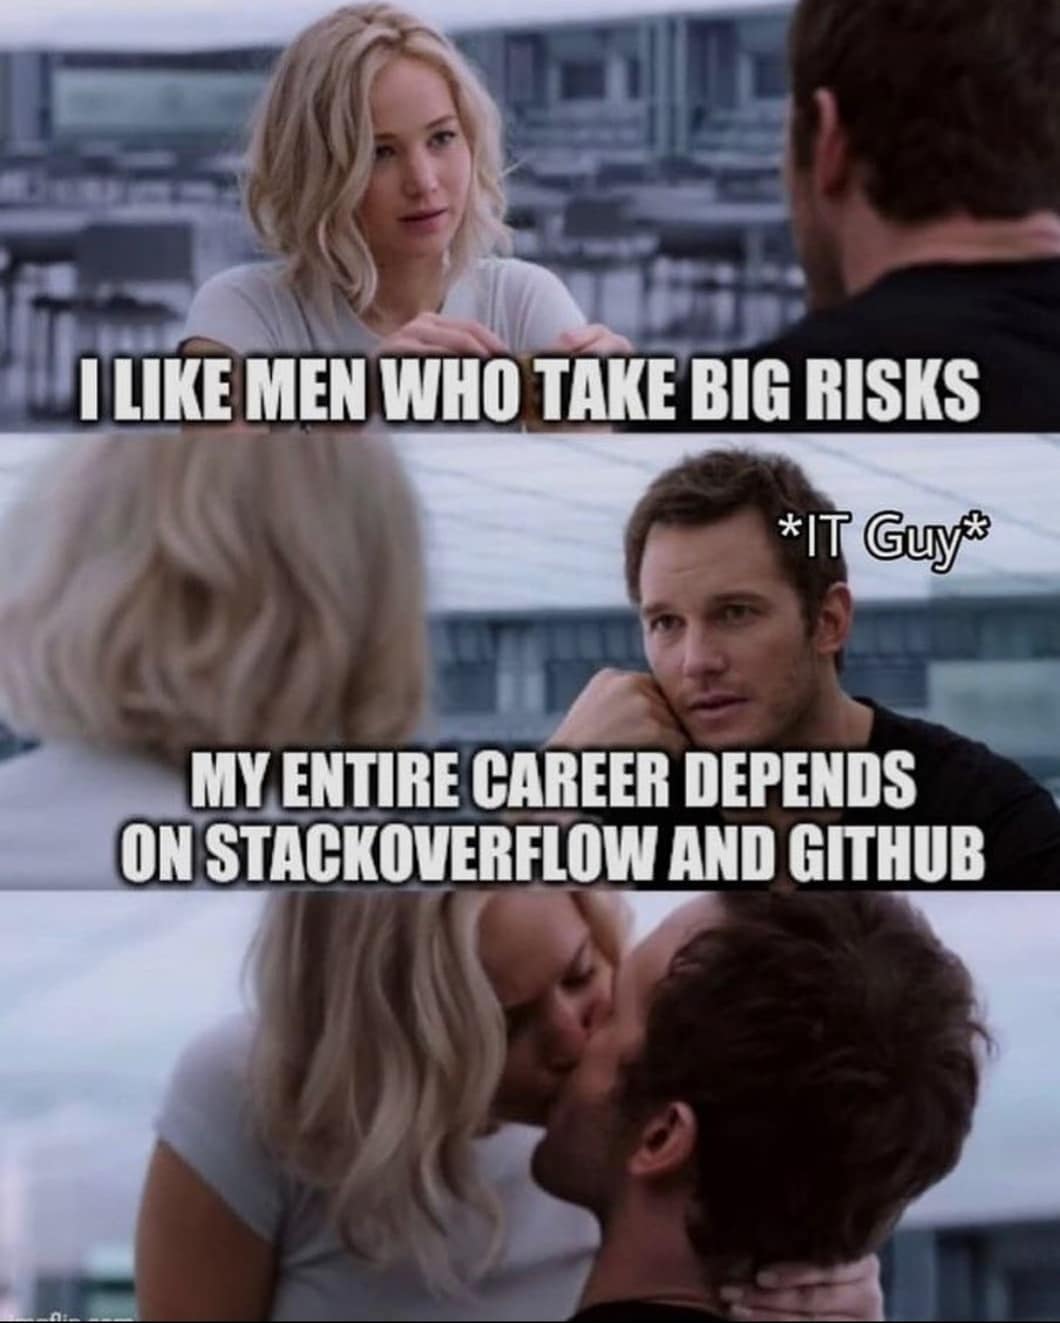 I LIKE MEN WHO TAKE BIG RISKS
*IT Guy*
MY ENTIRE CAREER DEPENDS
ON STACKOVERFLOW AND GITHUB